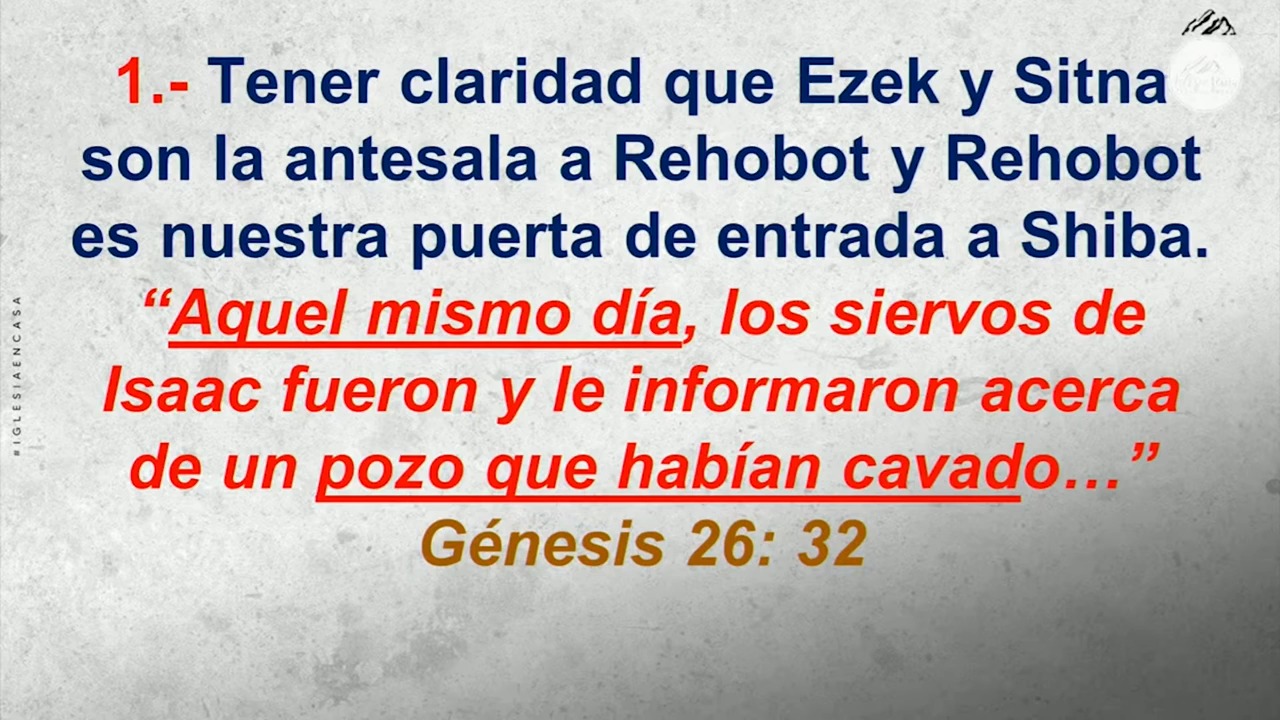 1.- Tener claridad que Ezek y Sitna
son la antesala a Rehobot y Rehobot
es nuestra puerta de entrada a Shiba.
“Aquel mismo día, los siervos de
Isaac fueron y le informaron acerca
de un pozo que habían cavado…”
Génesis 26: 32
#IGLESIAENCASA